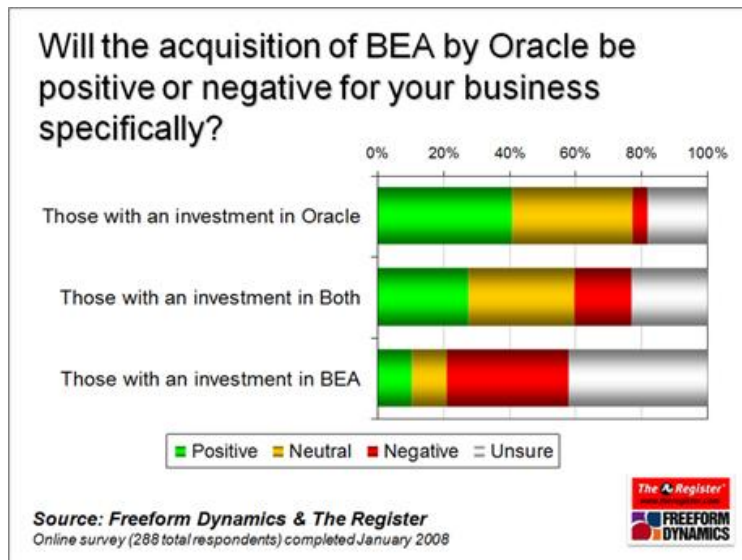 Will the acquisition of BEA by Oracle be
positive or negative for your business
specifically?
0% 20% 40% 60% 80% 100%
Those with an investment in Oracle
Those with an investment in Both
Those with an investment in BEA
Positive Neutral Negative Unsure
The Register
www.theregister.com
Source: Freeform Dynamics & The Register
FREEFORM
Online survey (288 total respondents) completed January 2008
DYNAMICS